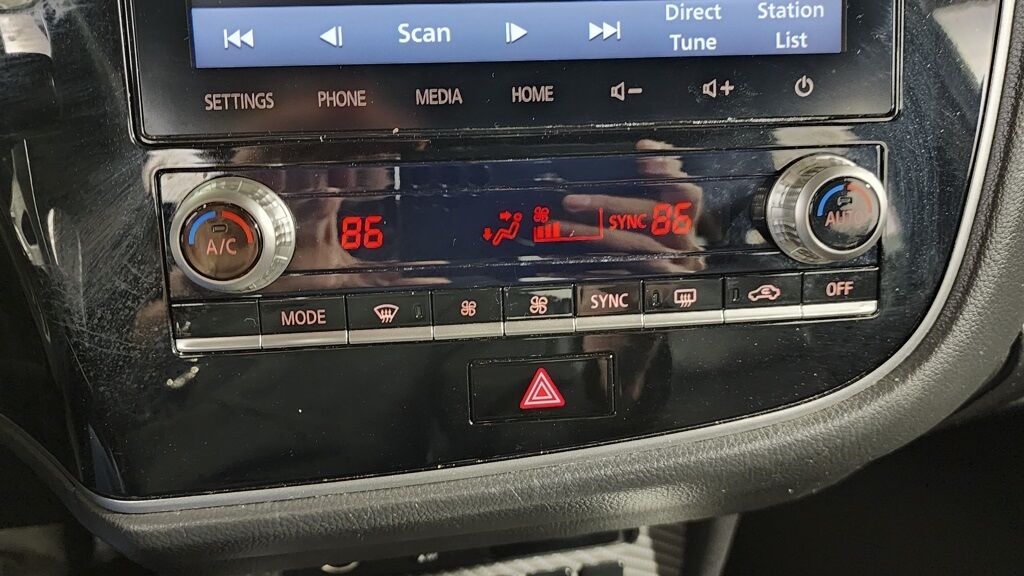 Scan
Direct
Tune
Station
List
SETTINGS PHONE MEDIA HOME
A/C
86
SYNC 86
AUTO
MODE
SYNC
OFF